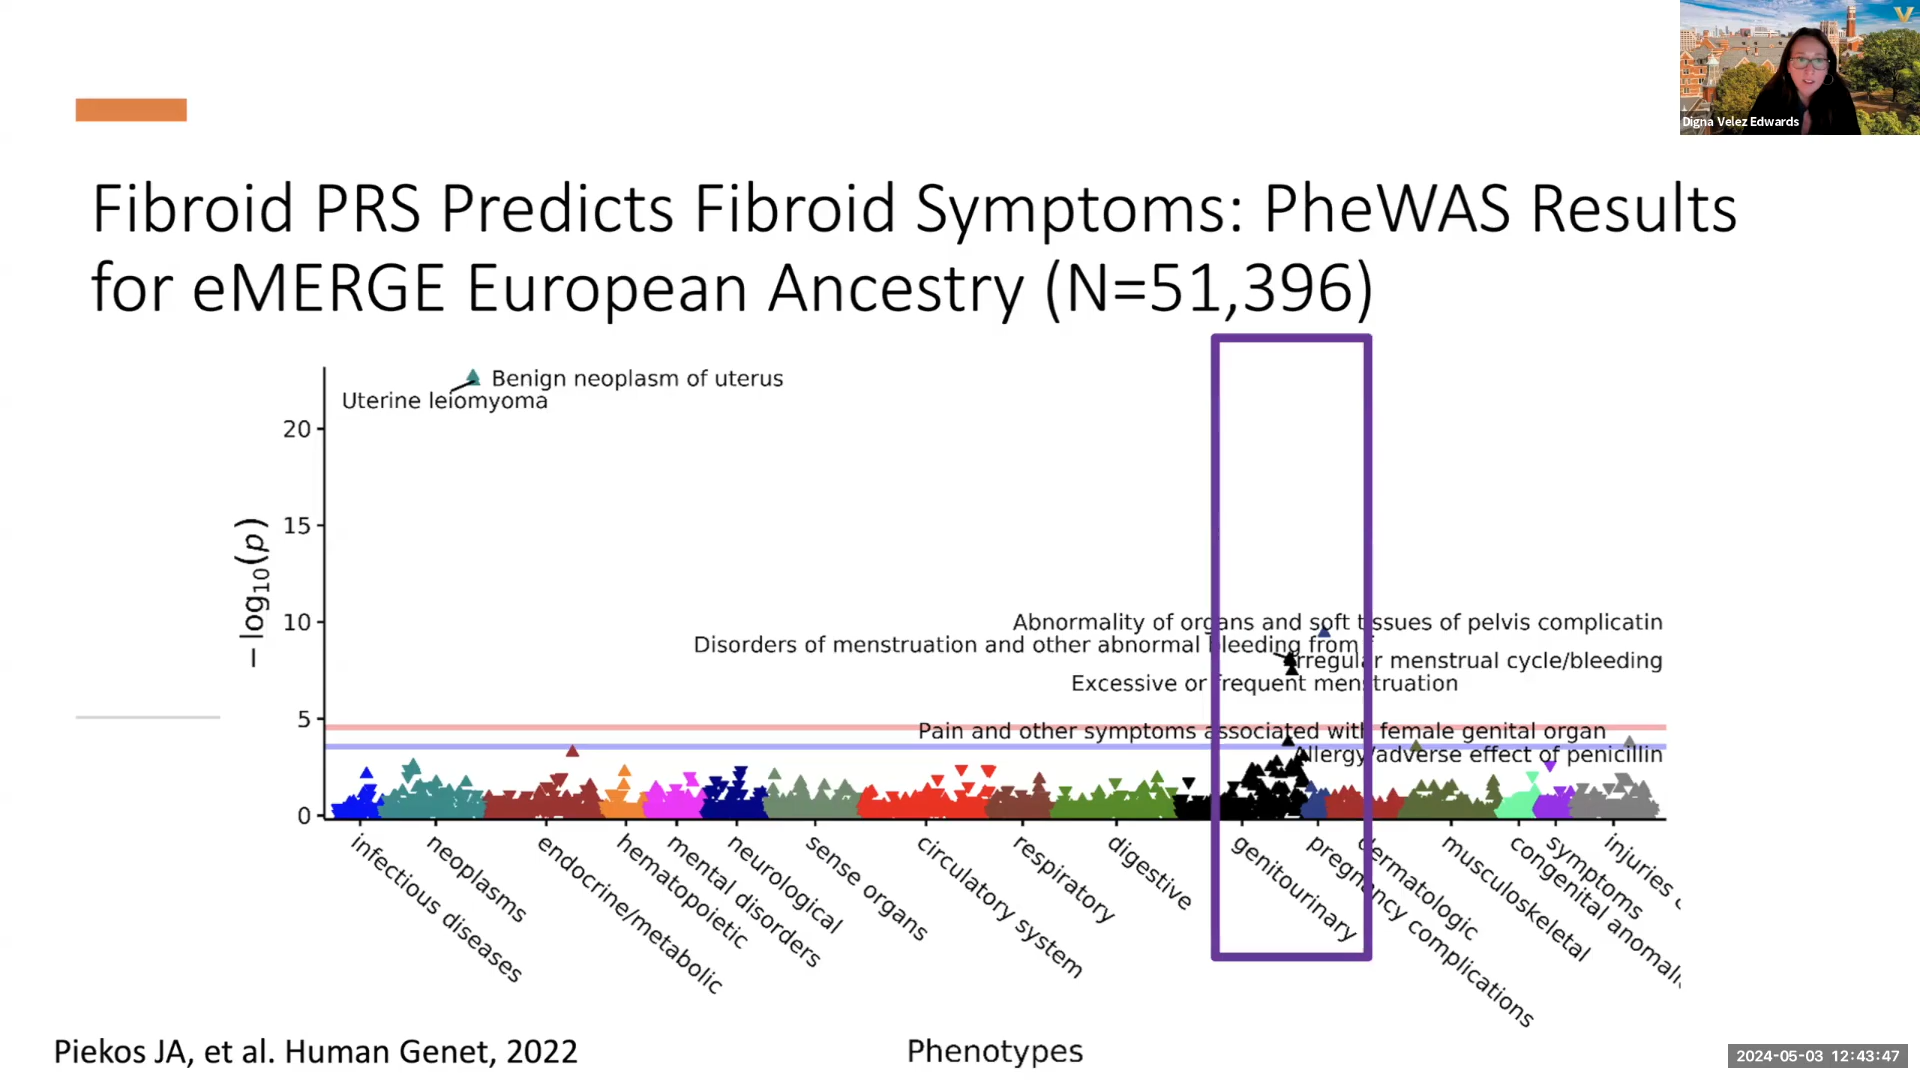 V
Digna Velez Edwards
Fibroid PRS Predicts Fibroid Symptoms: PheWAS Results
for eMERGE European Ancestry (N=51,396)
Benign neoplasm of uterus
Uterine leiomyoma
20
15
10
5
0
− log10(p)
Abnormality of organs and soft tissues of pelvis complicatin
Disorders of menstruation and other abnormal bleeding from f
Irregular menstrual cycle/bleeding
Excessive or frequent menstruation
Pain and other symptoms associated with female genital organ
Allergy/adverse effect of penicillin
infectious diseases
neoplasms
endocrine/metabolic
hematopoietic
mental disorders
neurological
sense organs
circulatory system
respiratory
digestive
genitourinary
pregnancy complications
dermatologic
musculoskeletal
congenital anomali
symptoms
injuries
Piekos JA, et al. Human Genet, 2022
Phenotypes
2024-05-03 12:43:47